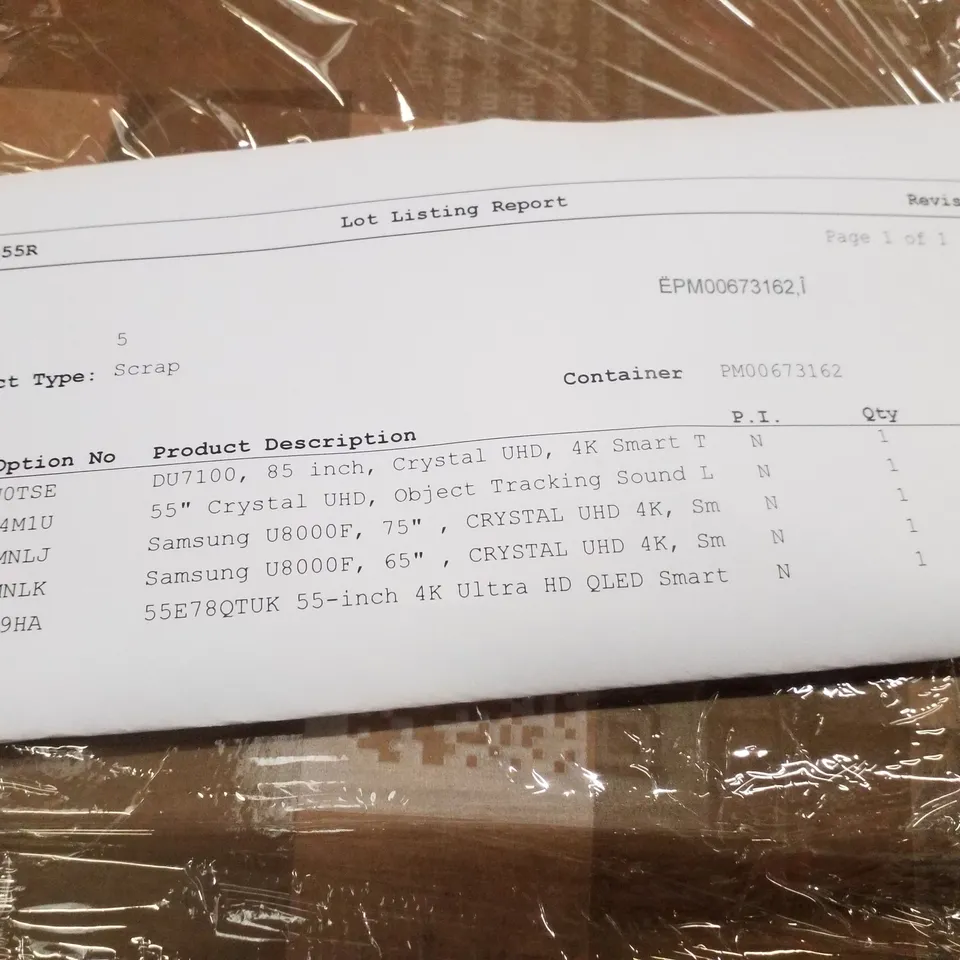 Lot Listing Report
Revis
55R
Page 1 of 1
ËPM00673162,Î
5
ct Type: Scrap
Container PM00673162
Option No Product Description P.I. Qty
0TSE DU7100, 85 inch, Crystal UHD, 4K Smart T N 1
4M1U 55" Crystal UHD, Object Tracking Sound L N 1
MNLJ Samsung U8000F, 75" , CRYSTAL UHD 4K, Sm N 1
NLK Samsung U8000F, 65" , CRYSTAL UHD 4K, Sm N 1
9HA 55E78QTUK 55-inch 4K Ultra HD QLED Smart N 1